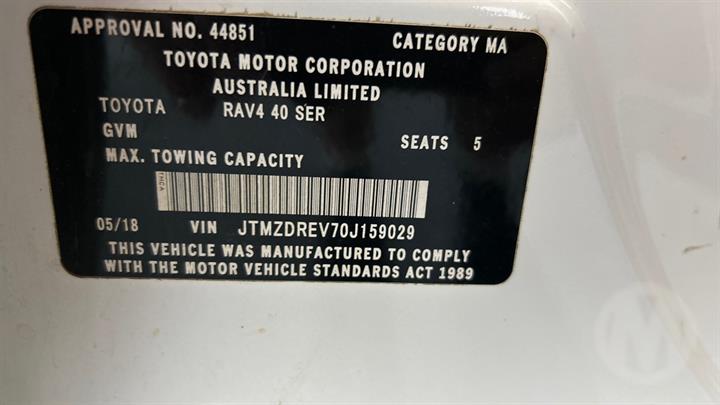 APPROVAL NO. 44851 CATEGORY MA
TOYOTA MOTOR CORPORATION
AUSTRALIA LIMITED
TOYOTA RAV4 40 SER
GVM SEATS 5
MAX. TOWING CAPACITY
THCA
05/18 VIN JTMZDREV70J159029
THIS VEHICLE WAS MANUFACTURED TO COMPLY
WITH THE MOTOR VEHICLE STANDARDS ACT 1989
M